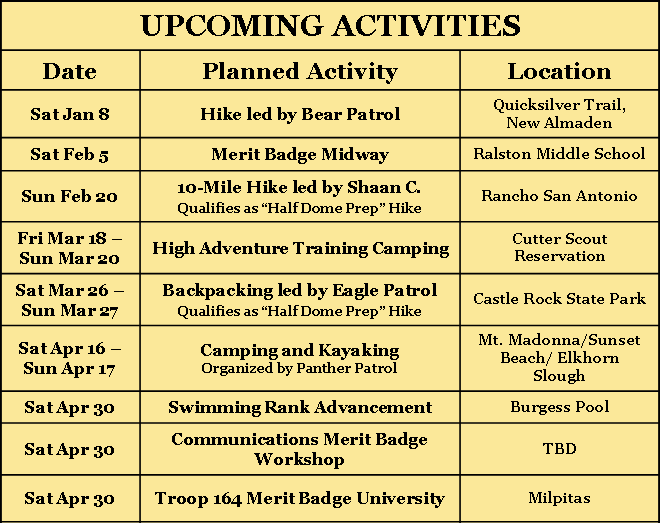 UPCOMING ACTIVITIES
Date Planned Activity Location
Sat Jan 8 Hike led by Bear Patrol Quicksilver Trail,
New Almaden
Sat Feb 5 Merit Badge Midway Ralston Middle School
Sun Feb 20 10-Mile Hike led by Shaan C. Rancho San Antonio
Qualifies as “Half Dome Prep” Hike
Fri Mar 18 – High Adventure Training Camping Cutter Scout
Sun Mar 20 Reservation
Sat Mar 26 – Backpacking led by Eagle Patrol Castle Rock State Park
Sun Mar 27 Qualifies as “Half Dome Prep” Hike
Sat Apr 16 – Camping and Kayaking Mt. Madonna/Sunset
Sun Apr 17 Organized by Panther Patrol Beach/ Elkhorn
Slough
Sat Apr 30 Swimming Rank Advancement Burgess Pool
Sat Apr 30 Communications Merit Badge TBD
Workshop
Sat Apr 30 Troop 164 Merit Badge University Milpitas